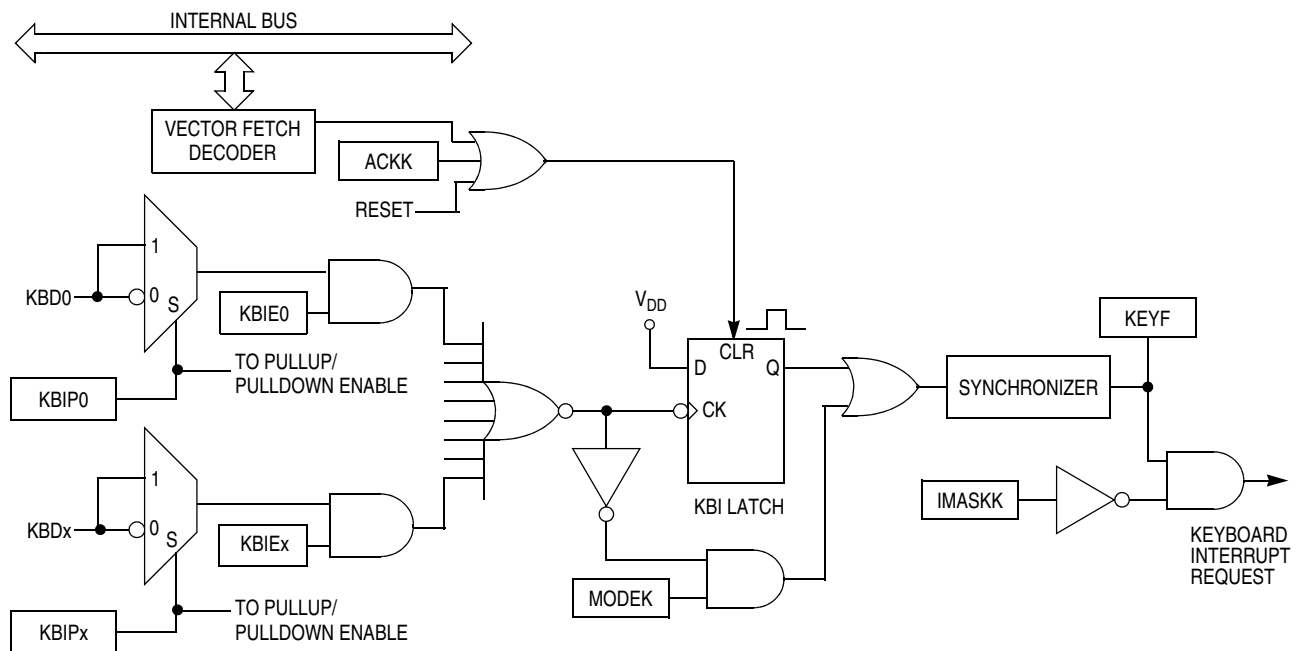 INTERNAL BUS
VECTOR FETCH
DECODER
ACKK
RESET
1
KBD0
0
S
KBIE0
TO PULLUP/
PULLDOWN ENABLE
KBIP0
VDD
CLR
D
Q
CK
KBI LATCH
SYNCHRONIZER
KEYF
1
KBDx
0
S
KBIEx
TO PULLUP/
PULLDOWN ENABLE
KBIPx
MODEK
IMASKK
KEYBOARD
INTERRUPT
REQUEST